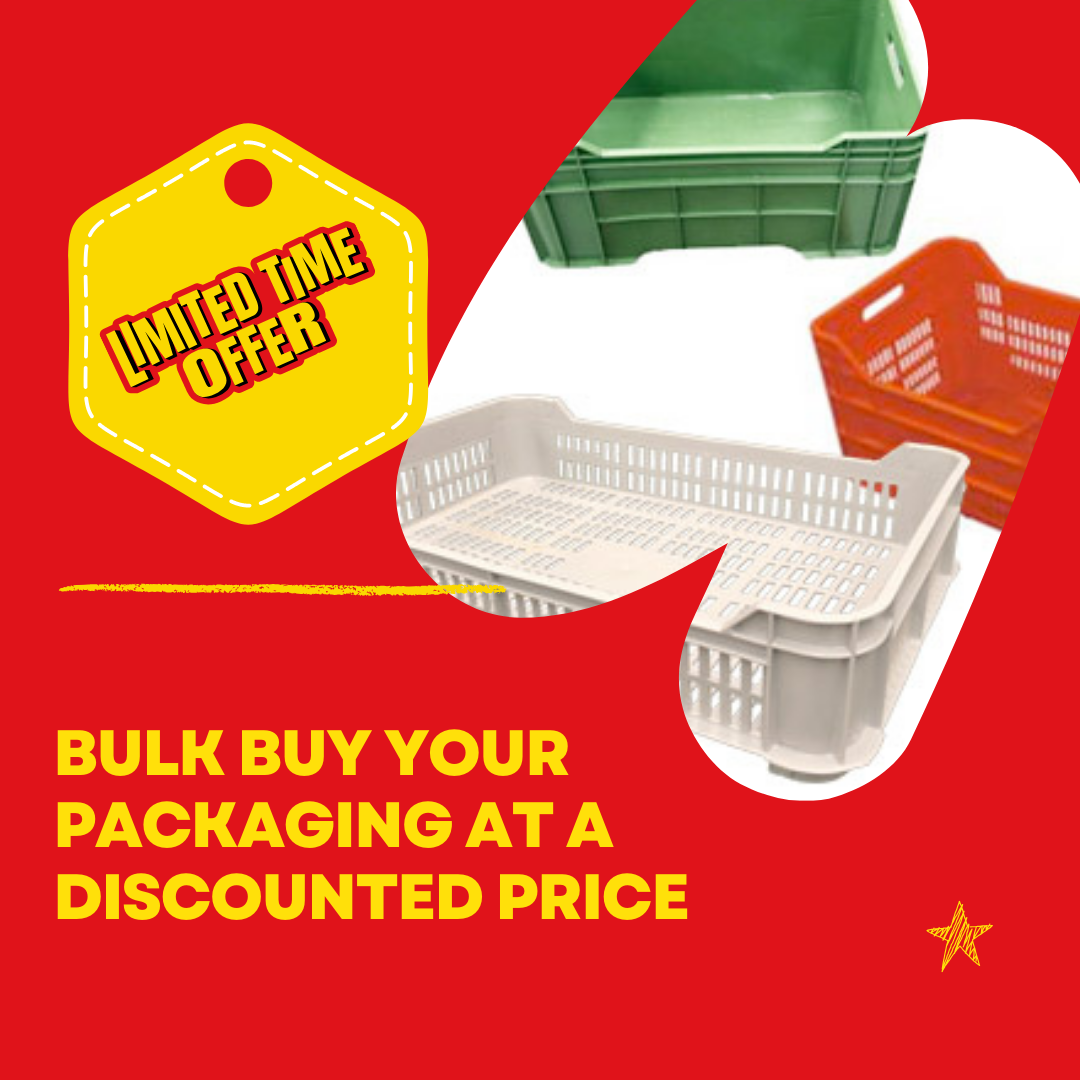 LIMITED TIME
OFFER
BULK BUY YOUR
PACKAGING AT A
DISCOUNTED PRICE